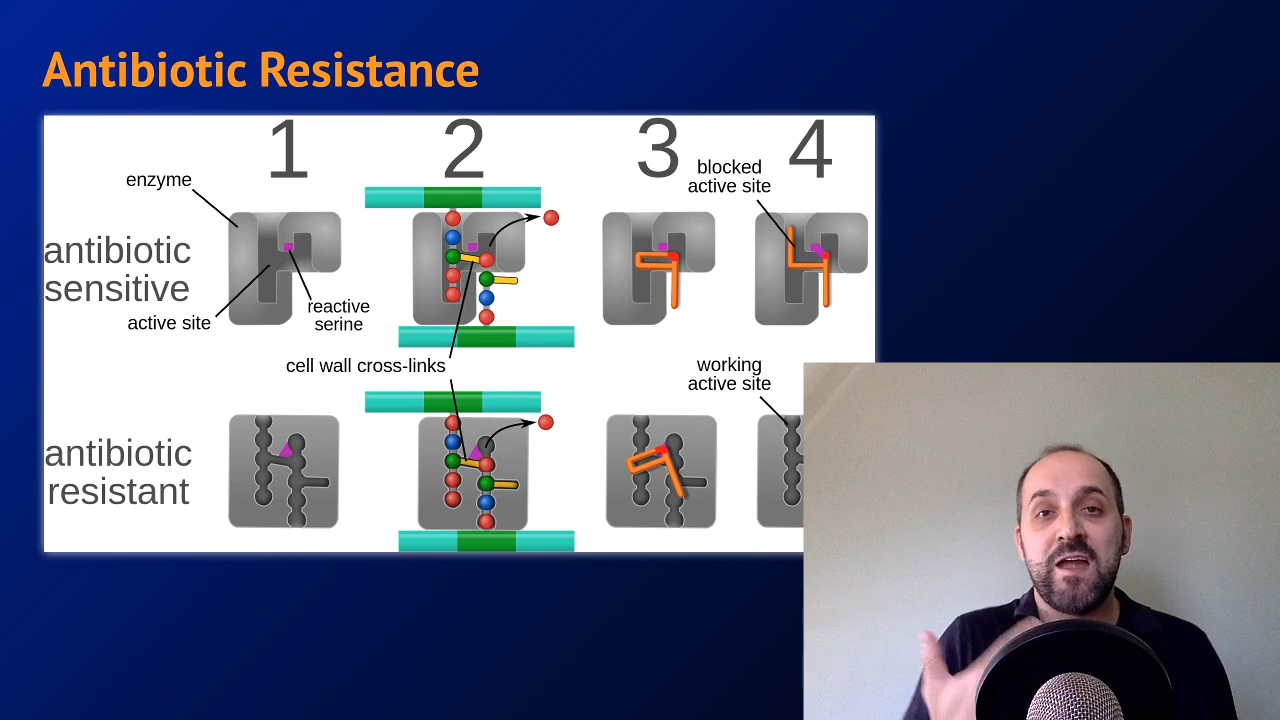 Antibiotic Resistance
1
2
3
4
enzyme
blocked
active site
antibiotic
sensitive
active site
reactive
serine
cell wall cross-links
working
active site
antibiotic
resistant